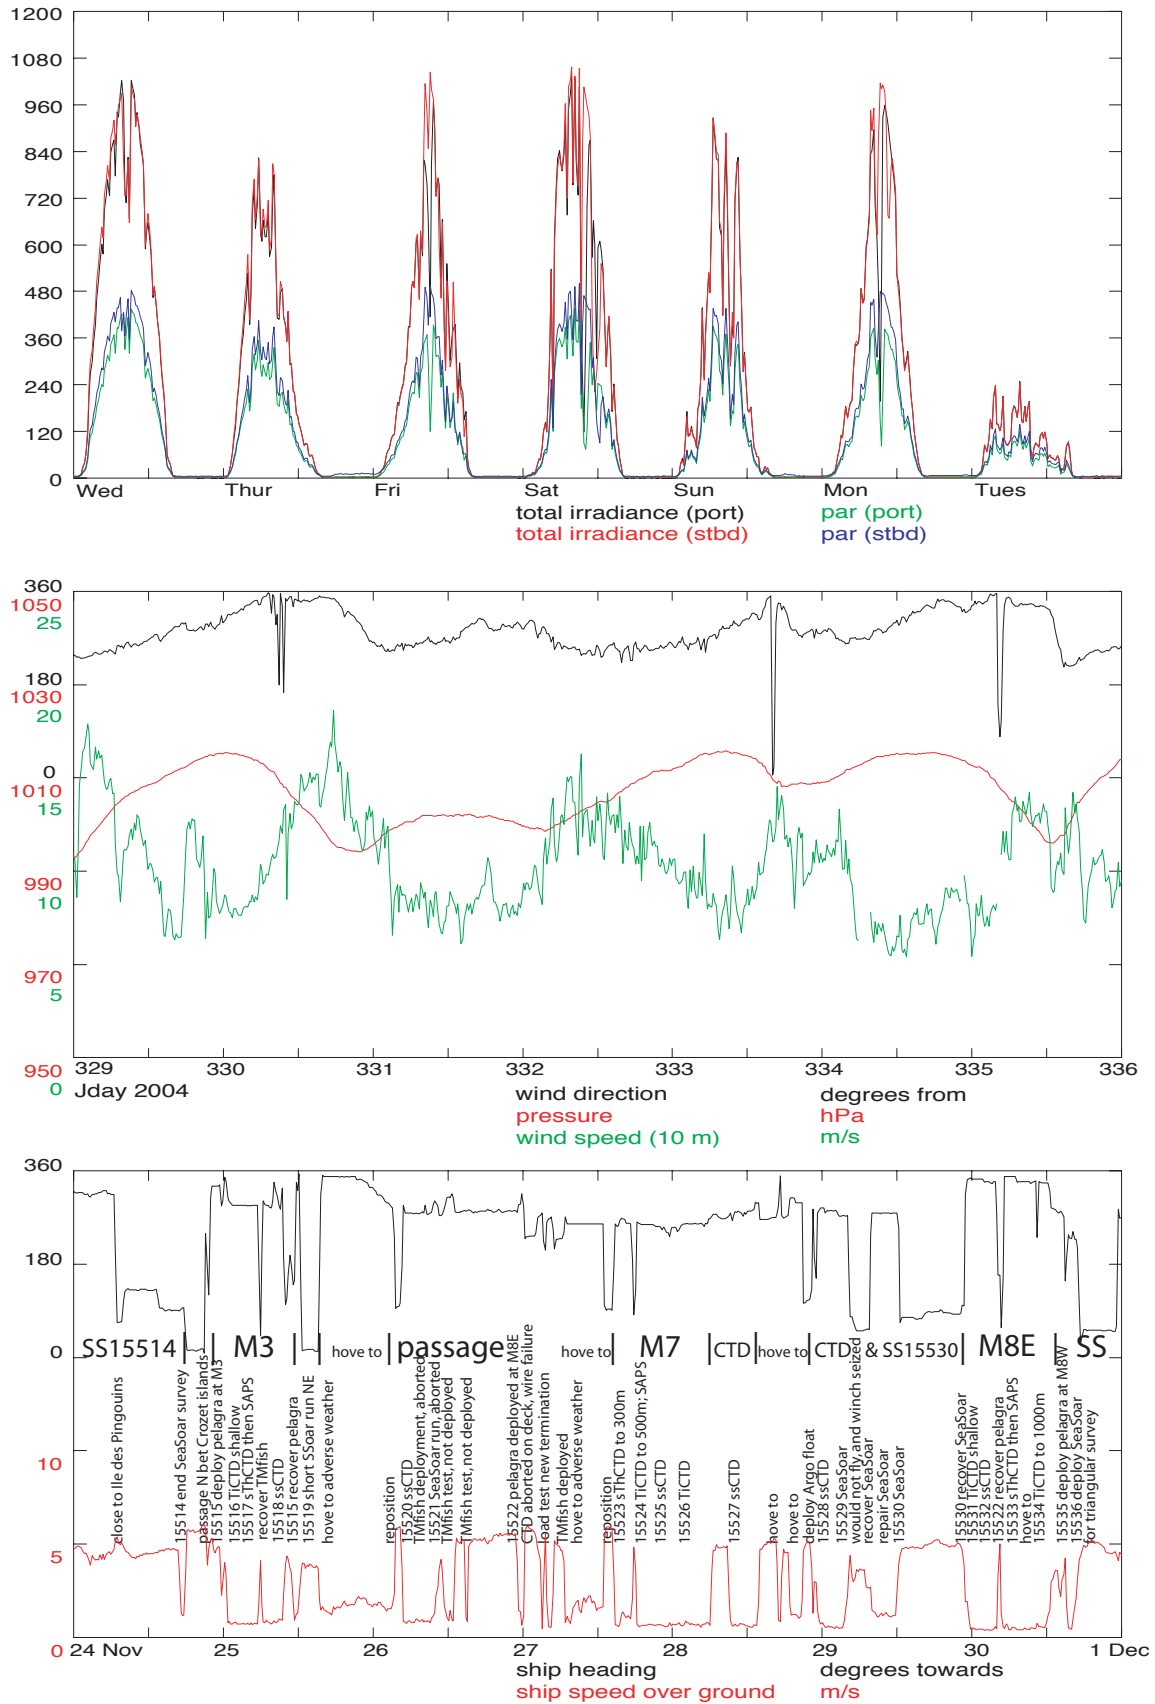 1200
1080
960
840
720
600
480
360
240
120
0
Wed Thur Fri Sat Sun Mon Tues
total irradiance (port) par (port)
total irradiance (stbd) par (stbd)
360
1050
25
180
1030
20
0
1010
15
990
10
970
5
950
0
329 330 331 332 333 334 335 336
Jday 2004
wind direction degrees from
pressure hPa
wind speed (10 m) m/s
360
180
0
10
5
0
SS15514 M3 hove to passage hove to M7 CTD hove to CTD & SS15530 M8E SS
close to Ile des Pingouins
15514 end SeaSoar survey
passage N bet Crozet islands
15515 deploy pelagra at M3
15516 TiCTD shallow
15517 sThCTD then SAPS
recover TMfish
15518 ssCTD
15515 recover pelagra
15519 short SSoar run NE
hove to adverse weather
reposition
15520 ssCTD
TMfish deployment, aborted
15521 SeaSoar run, aborted
TMfish test, not deployed
TMfish test, not deployed
15522 pelagra deployed at M8E
CTD aborted on deck, wire failure
load test new termination
TMfish deployed
hove to adverse weather
reposition
15523 sThCTD to 300m
15524 TiCTD to 500m; SAPS
15525 ssCTD
15526 TiCTD
15527 ssCTD
hove to
hove to
deploy Argo float
15528 ssCTD
15529 SeaSoar
would not fly, and winch seized
recover SeaSoar
repair SeaSoar
15530 SeaSoar
15530 recover SeaSoar
15531 TiCTD shallow
15532 ssCTD
15522 recover pelagra
15533 sThCTD then SAPS
hove to
15534 TiCTD to 1000m
15535 deploy pelagra at M8W
15536 deploy SeaSoar
for triangular survey
24 Nov 25 26 27 28 29 30 1 Dec
ship heading degrees towards
ship speed over ground m/s